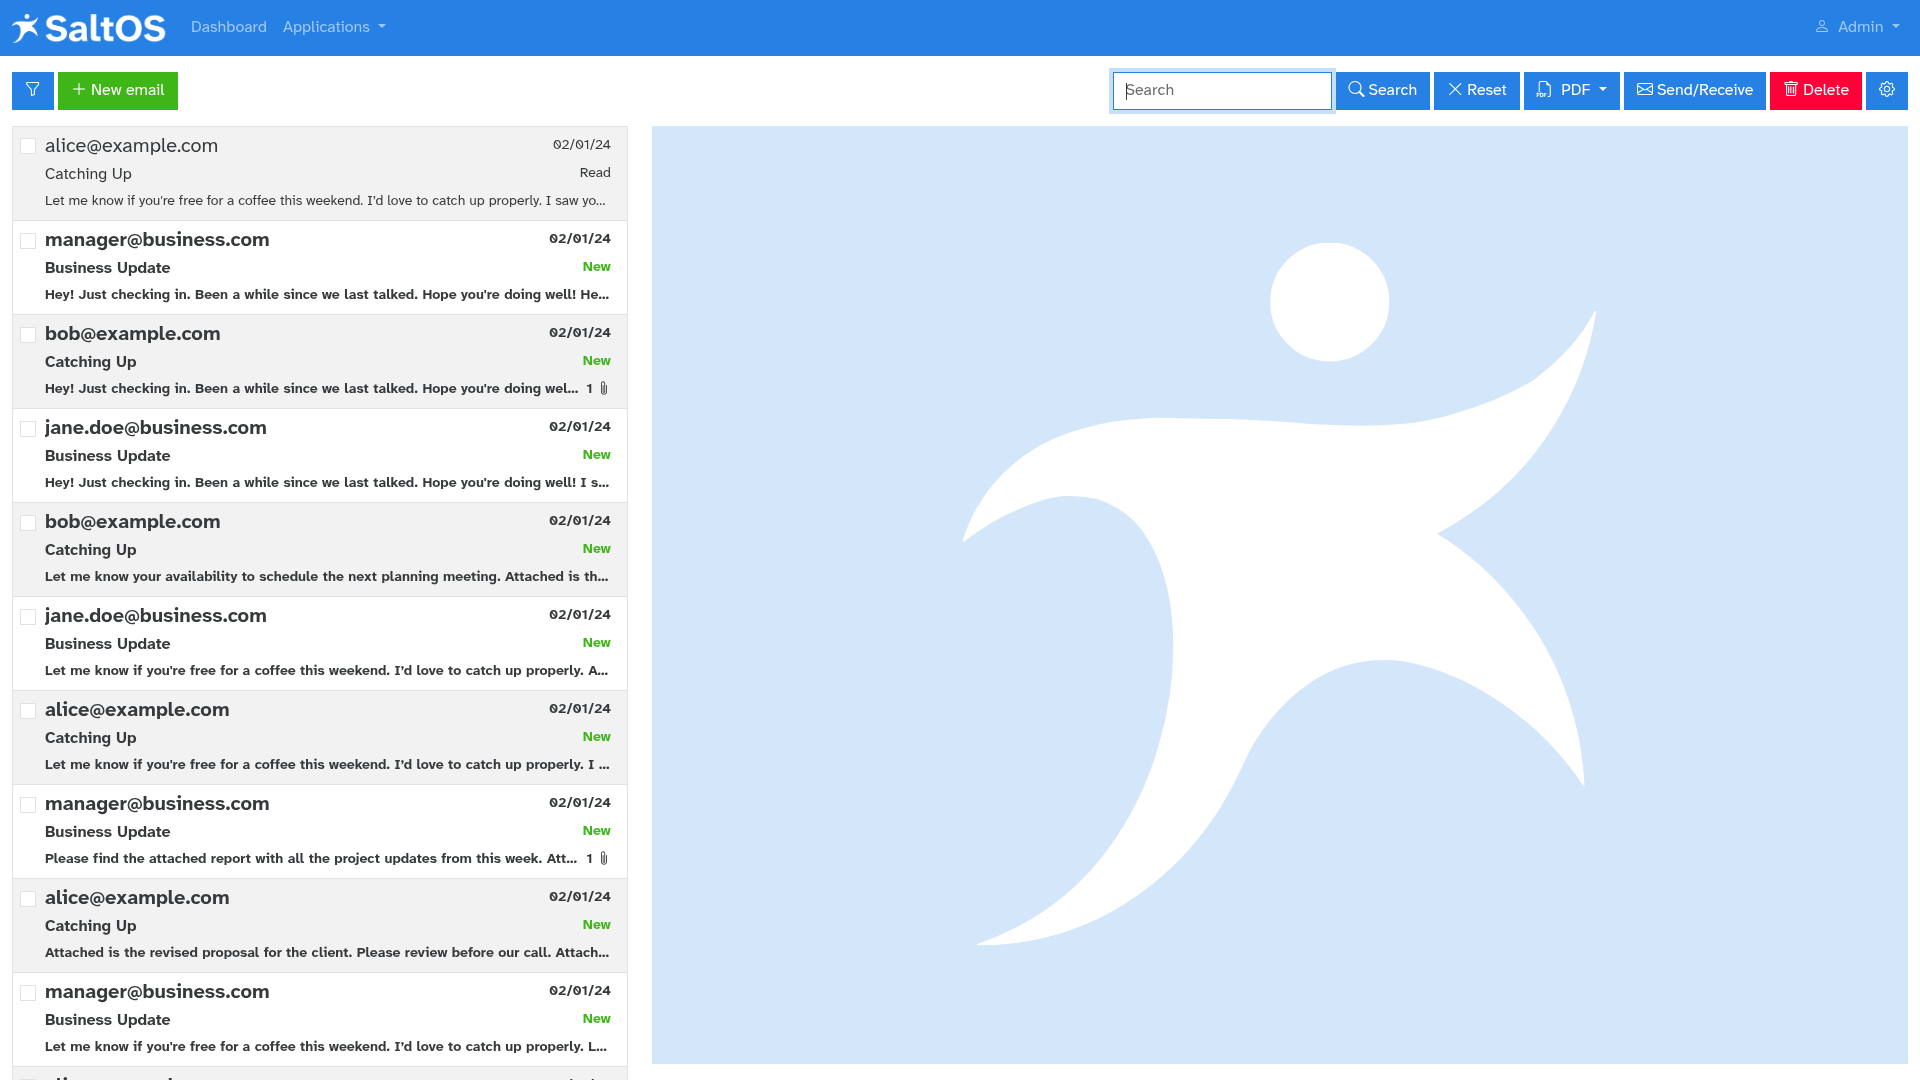 SaltOS Dashboard Applications Admin
New email Search Search Reset PDF Send/Receive Delete
alice@example.com 02/01/24
Catching Up Read
Let me know if you're free for a coffee this weekend. I'd love to catch up properly. I saw yo...
manager@business.com 02/01/24
Business Update New
Hey! Just checking in. Been a while since we last talked. Hope you're doing well! He...
bob@example.com 02/01/24
Catching Up New
Hey! Just checking in. Been a while since we last talked. Hope you're doing wel... 1
jane.doe@business.com 02/01/24
Business Update New
Hey! Just checking in. Been a while since we last talked. Hope you're doing well! I s...
bob@example.com 02/01/24
Catching Up New
Let me know your availability to schedule the next planning meeting. Attached is th...
jane.doe@business.com 02/01/24
Business Update New
Let me know if you're free for a coffee this weekend. I'd love to catch up properly. A...
alice@example.com 02/01/24
Catching Up New
Let me know if you're free for a coffee this weekend. I'd love to catch up properly. I ...
manager@business.com 02/01/24
Business Update New
Please find the attached report with all the project updates from this week. Att... 1
alice@example.com 02/01/24
Catching Up New
Attached is the revised proposal for the client. Please review before our call. Attach...
manager@business.com 02/01/24
Business Update New
Let me know if you're free for a coffee this weekend. I'd love to catch up properly. L...